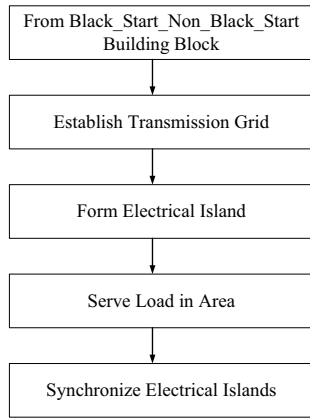 From Black_Start_Non_Black_Start
Building Block
Establish Transmission Grid
Form Electrical Island
Serve Load in Area
Synchronize Electrical Islands